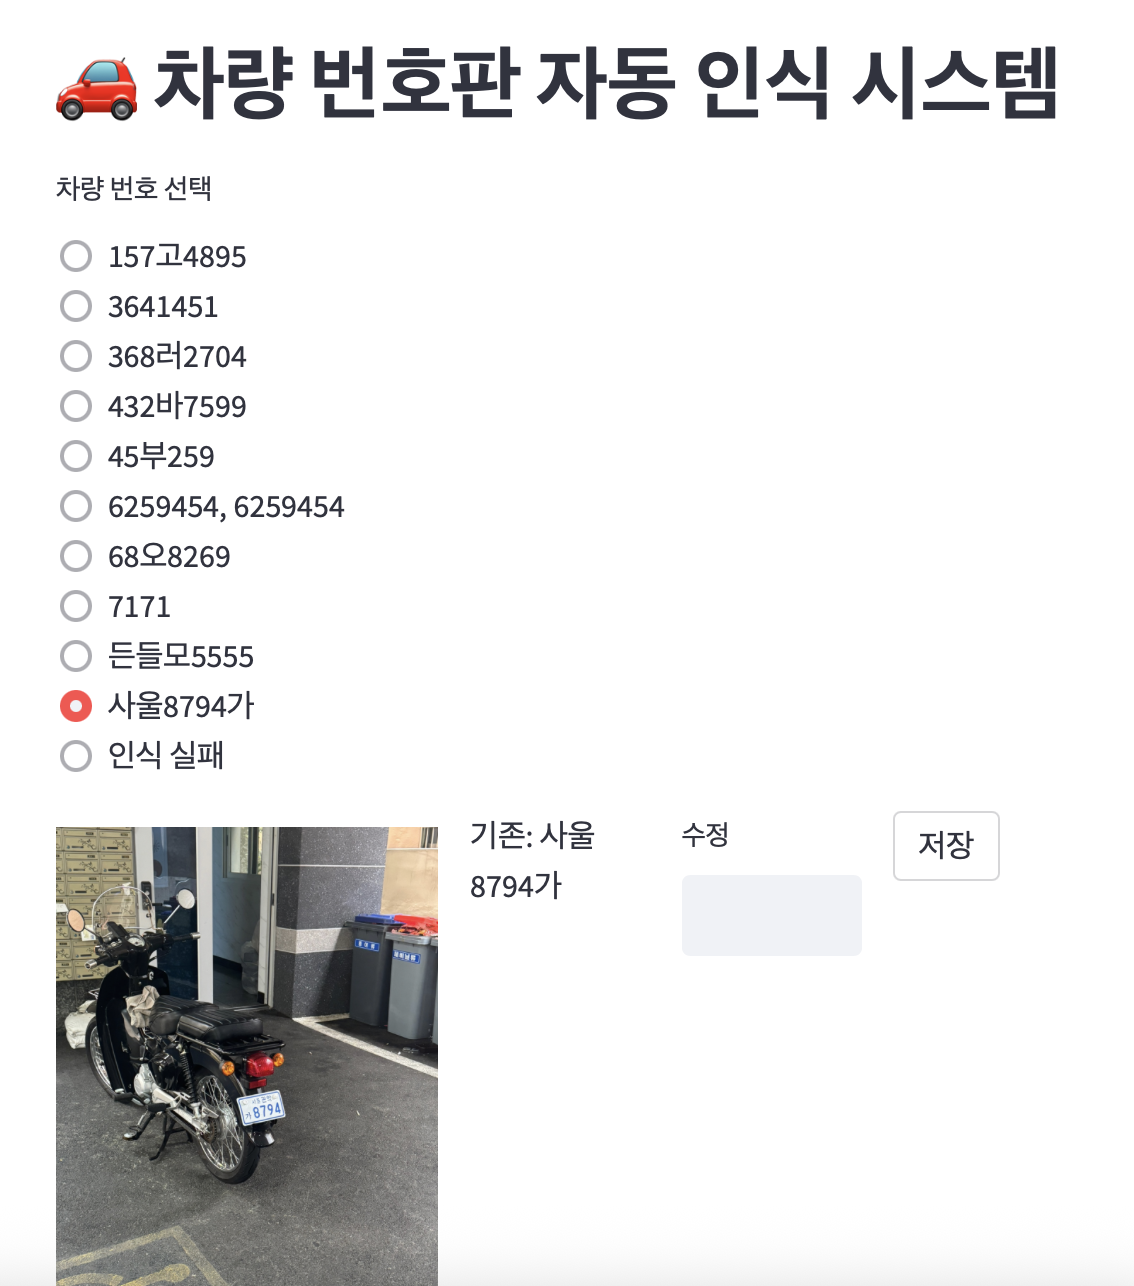 차량 번호판 자동 인식 시스템
차량 번호 선택
157고4895
3641451
368러2704
432바7599
45부259
6259454, 6259454
68오8269
7171
든들모5555
사울8794가
인식 실패
기존: 사울
8794가
수정
저장
8794